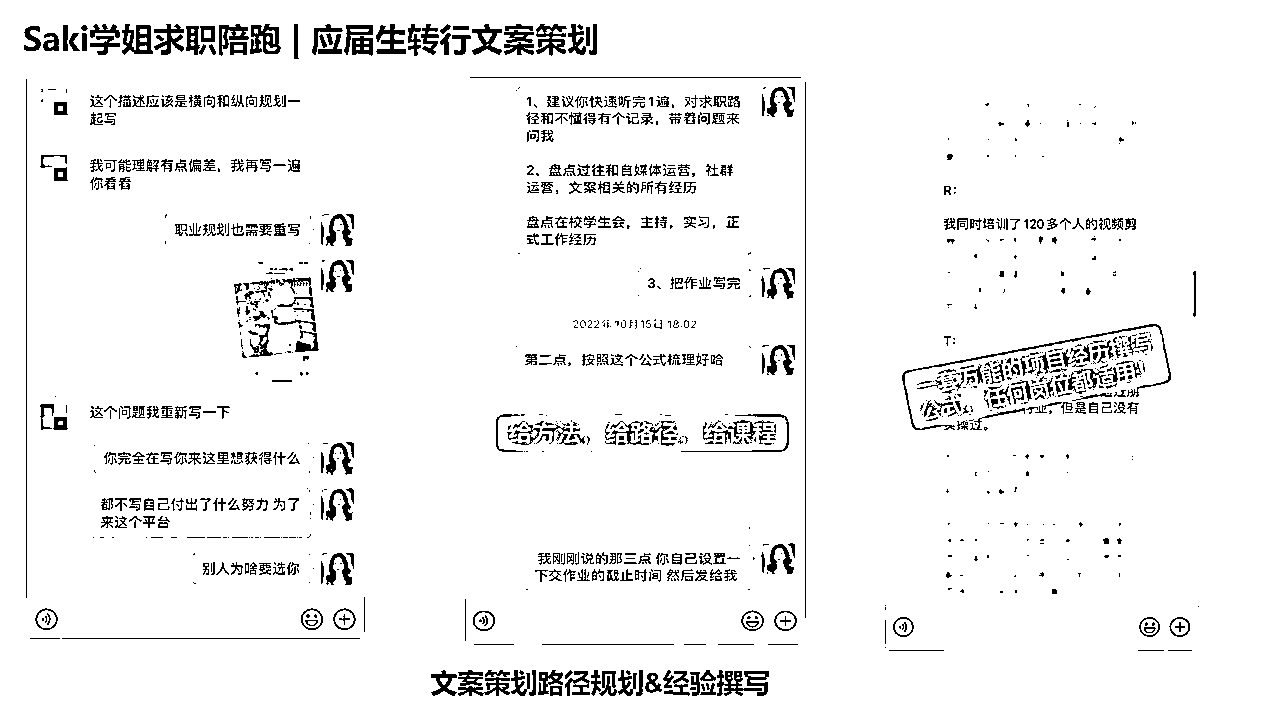 Saki学姐求职陪跑｜应届生转行文案策划
这个描述应该是横向和纵向规划一
起写
我可能理解有点偏差，我再写一遍
你看看
职业规划也需要重写
这个问题我重新写一下
你完全在写你来这里想获得什么
都不写自己付出了什么努力 为了
来这个平台
别人为啥要选你
1、建议你快速听完1遍，对求职路
径和不懂得有个记录，带着问题来
问我
2、盘点过往和自媒体运营，社群
运营，文案相关的所有经历
盘点在校学生会，主持，实习，正
式工作经历
3、把作业写完
2022年10月15日 18:02
第二点，按照这个公式梳理好哈
给方法，给路径，给课程
我刚刚说的那三点 你自己设置一
下交作业的截止时间 然后发给我
R：
我同时培训了120多个人的视频剪
T：
一套万能的项目经历撰写
公式，任何岗位都适用！
行业，但是自己没有
实操过。
文案策划路径规划&经验撰写